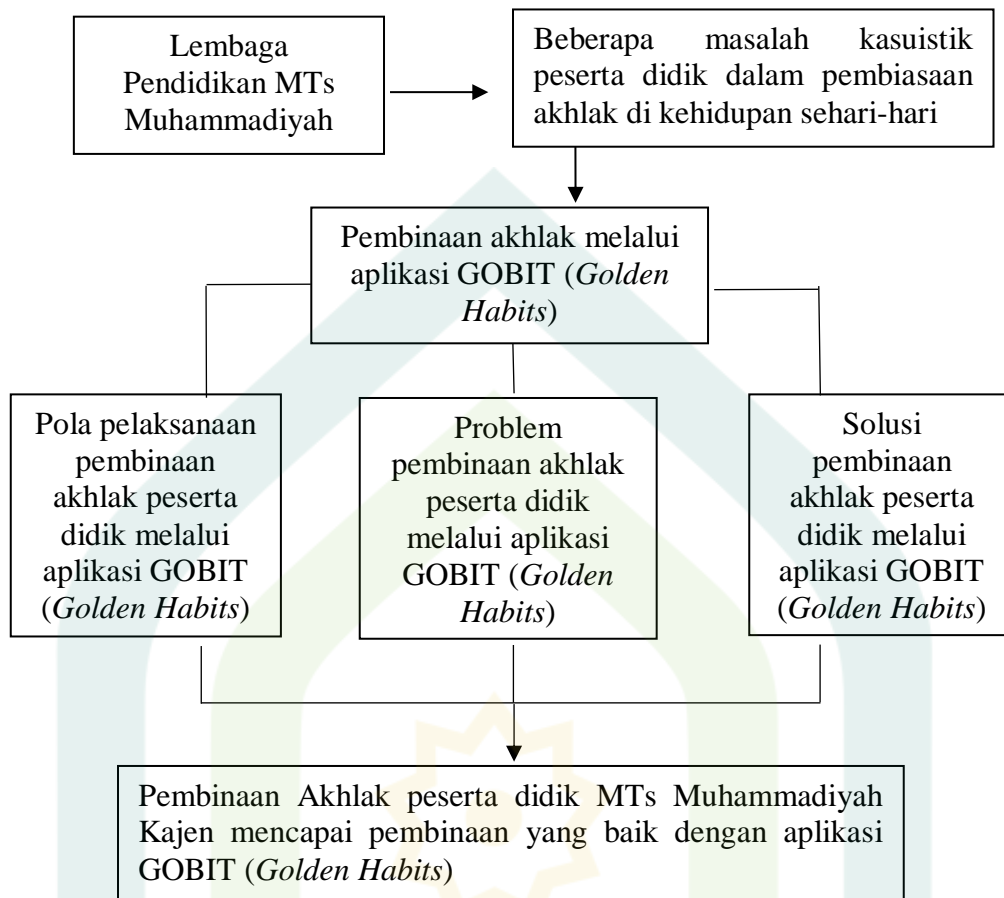 Lembaga
Pendidikan MTs
Muhammadiyah
Beberapa masalah kasuistik
peserta didik dalam pembiasaan
akhlak di kehidupan sehari-hari
Pembinaan akhlak melalui
aplikasi GOBIT (Golden
Habits)
Pola pelaksanaan
pembinaan
akhlak peserta
didik melalui
aplikasi GOBIT
(Golden Habits)
Problem
pembinaan akhlak
peserta didik
melalui aplikasi
GOBIT (Golden
Habits)
Solusi
pembinaan
akhlak peserta
didik melalui
aplikasi GOBIT
(Golden Habits)
Pembinaan Akhlak peserta didik MTs Muhammadiyah
Kajen mencapai pembinaan yang baik dengan aplikasi
GOBIT (Golden Habits)